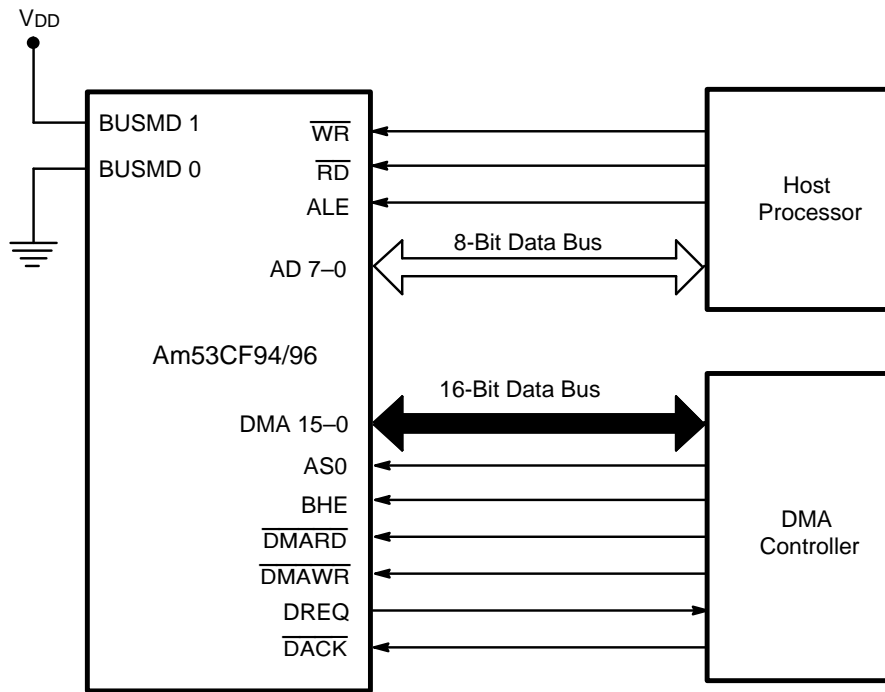 VDD
BUSMD 1
BUSMD 0
WR
RD
ALE
AD 7–0
8-Bit Data Bus
Host
Processor
Am53CF94/96
16-Bit Data Bus
DMA 15–0
AS0
BHE
DMARD
DMAWR
DREQ
DACK
DMA
Controller